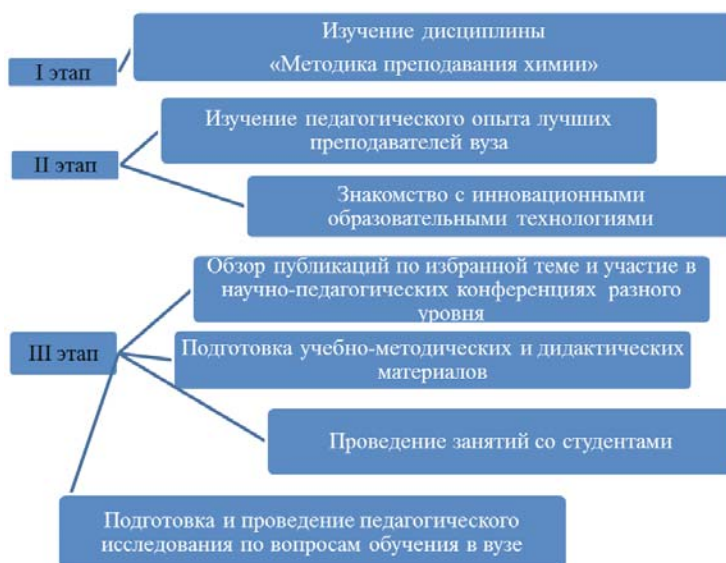 I этап
Изучение дисциплины
«Методика преподавания химии»
II этап
Изучение педагогического опыта лучших
преподавателей вуза
Знакомство с инновационными
образовательными технологиями
III этап
Обзор публикаций по избранной теме и участие в
научно-педагогических конференциях разного
уровня
Подготовка учебно-методических и дидактических
материалов
Проведение занятий со студентами
Подготовка и проведение педагогического
исследования по вопросам обучения в вузе